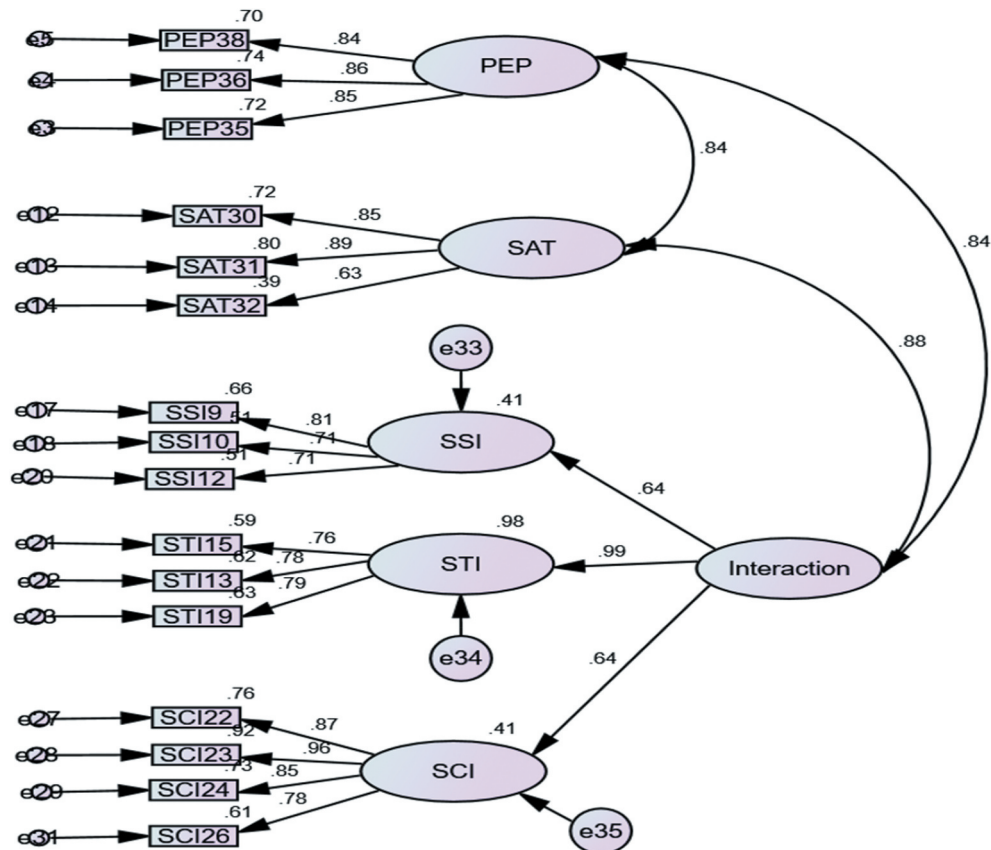 .70
e5 PEP38 .84
.74
e4 PEP36 .86 PEP
.72 .85
e3 PEP35
.84
.72
e12 SAT30 .85
.80 .89 SAT .84
e13 SAT31
.39 .63
e14 SAT32
.88
e33
.66 .41
e17 SSI9 .81
.51 .71 SSI
e18 SSI10
.51 .71
e20 SSI12
.64
.59 .98
e21 STI15 .76
.62 .78 .99
e22 STI13 STI Interaction
.63 .79
e23 STI19
e34
.64
.76
e27 SCI22 .87 .41
.92 .96
e28 SCI23
.73 .85 SCI
e29 SCI24
.61 .78
e31 SCI26 e35